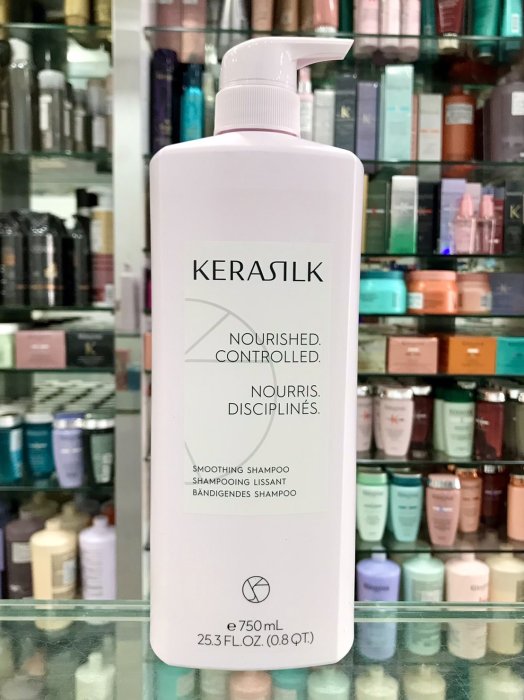 KERASILK
NOURISHED.
CONTROLLED.
NOURRIS.
DISCIPLINÉS.
SMOOTHING SHAMPOO
SHAMPOOING LISSANT
BÄNDIGENDES SHAMPOO
e 750 mL
25.3 FL.OZ. (0.8 QT.)